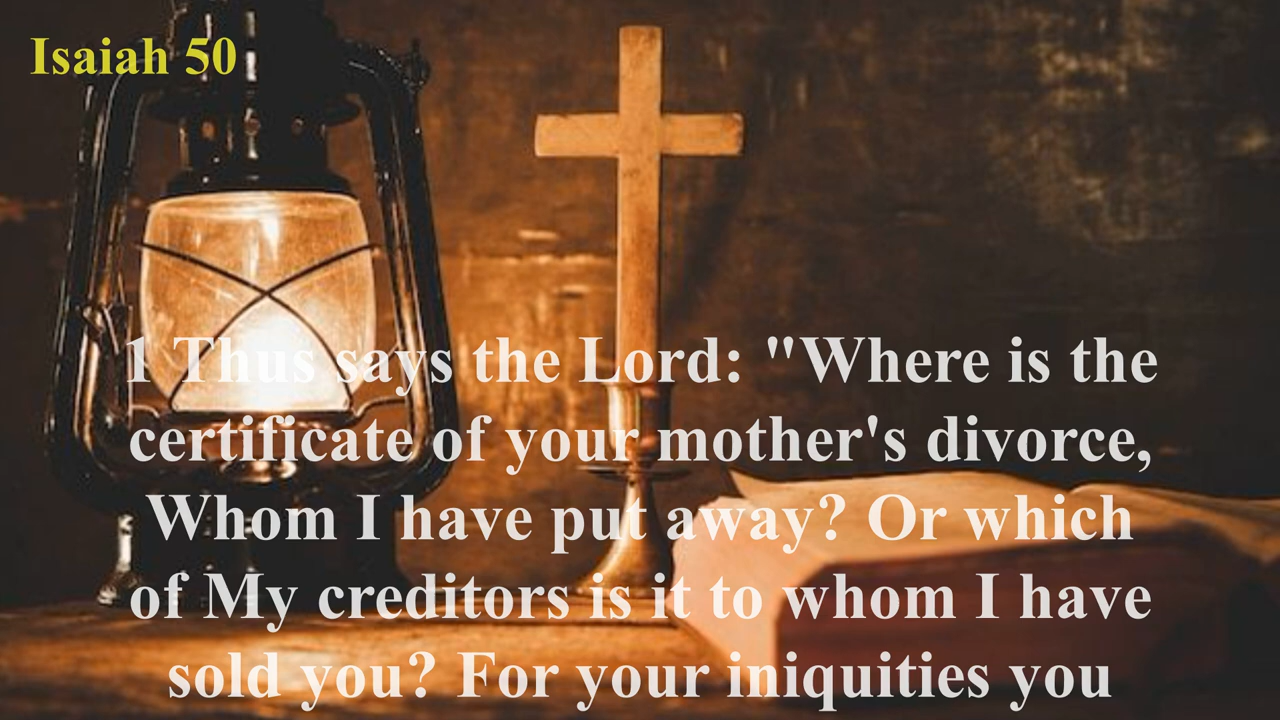 Isaiah 50
1 Thus says the Lord: "Where is the
certificate of your mother's divorce,
Whom I have put away? Or which
of My creditors is it to whom I have
sold you? For your iniquities you